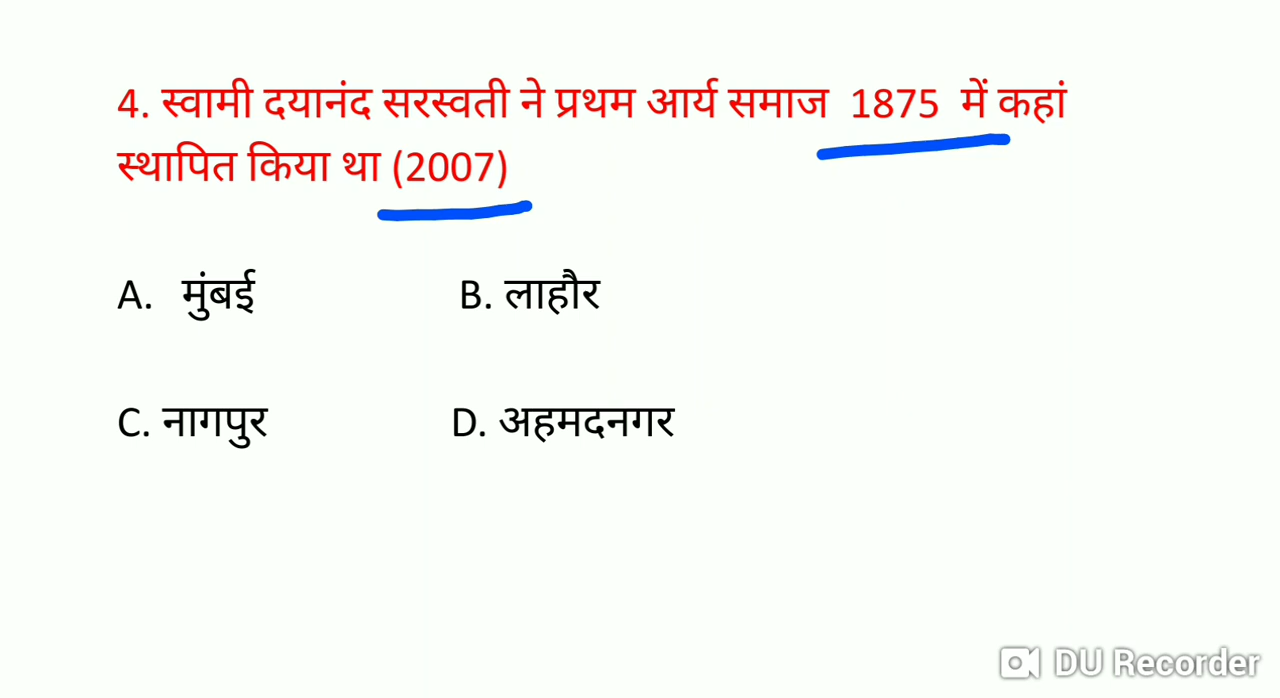 4. स्वामी दयानंद सरस्वती ने प्रथम आर्य समाज 1875 में कहां
स्थापित किया था (2007)
A. मुंबई B. लाहौर
C. नागपुर D. अहमदनगर
DU Recorder